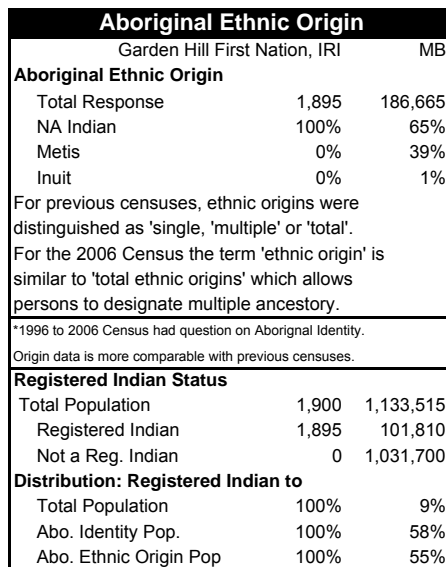 Aboriginal Ethnic Origin
Garden Hill First Nation, IRI MB
Aboriginal Ethnic Origin
Total Response 1,895 186,665
NA Indian 100% 65%
Metis 0% 39%
Inuit 0% 1%
For previous censuses, ethnic origins were
distinguished as 'single, 'multiple' or 'total'.
For the 2006 Census the term 'ethnic origin' is
similar to 'total ethnic origins' which allows
persons to designate multiple ancestory.
*1996 to 2006 Census had question on Aborignal Identity.
Origin data is more comparable with previous censuses.
Registered Indian Status
Total Population 1,900 1,133,515
Registered Indian 1,895 101,810
Not a Reg. Indian 0 1,031,700
Distribution: Registered Indian to
Total Population 100% 9%
Abo. Identity Pop. 100% 58%
Abo. Ethnic Origin Pop 100% 55%